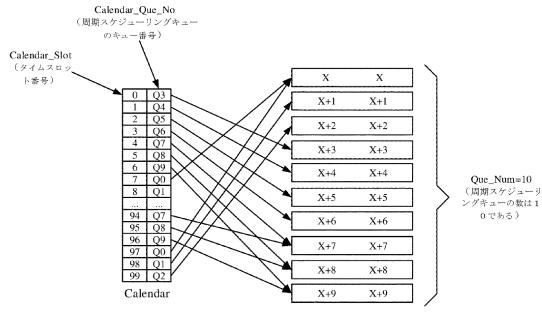 Calendar_Que_No
（周期スケジューリングキュー
のキュー番号）
Calendar_Slot
（タイムスロッ
ト番号）
0 Q3
1 Q4
2 Q5
3 Q6
4 Q7
5 Q8
6 Q9
7 Q0
8 Q1
... ...
94 Q7
95 Q8
96 Q9
97 Q0
98 Q1
99 Q2
Calendar
X X
X+1 X+1
X+2 X+2
X+3 X+3
X+4 X+4
X+5 X+5
X+6 X+6
X+7 X+7
X+8 X+8
X+9 X+9
Que_Num=10
（周期スケジューリ
ングキューの数は１
０である）